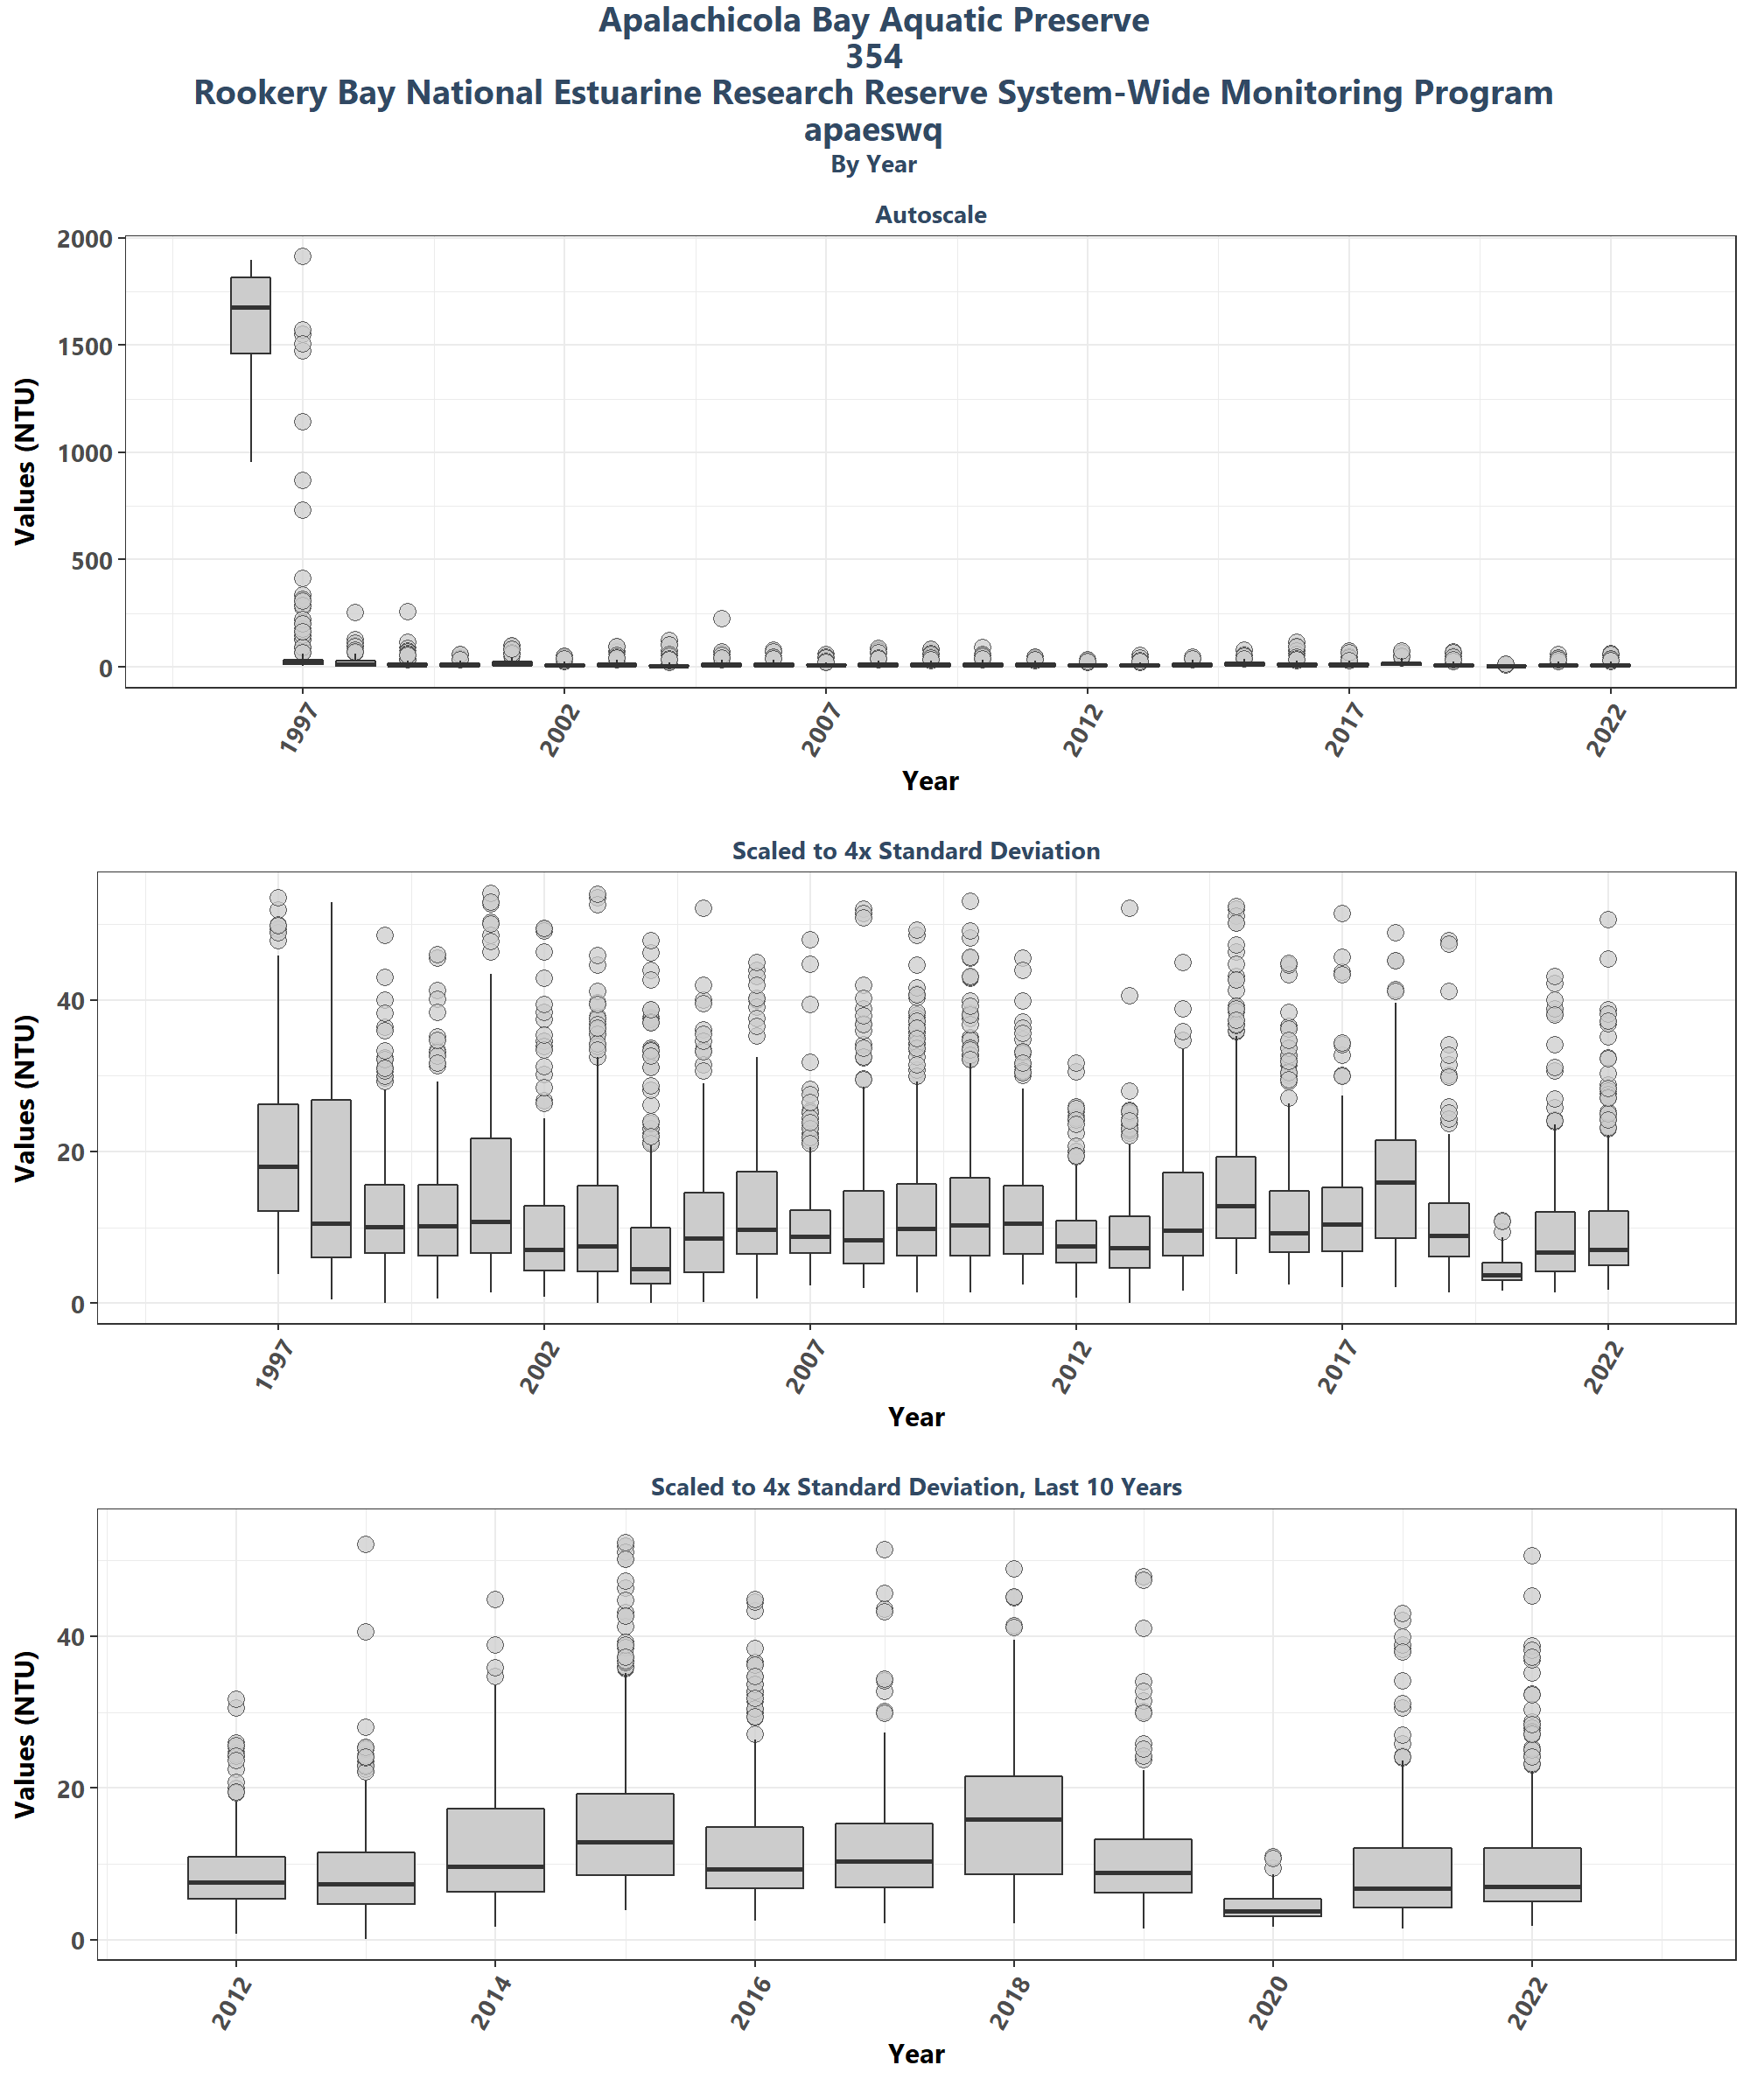 Apalachicola Bay Aquatic Preserve
354
Rookery Bay National Estuarine Research Reserve System-Wide Monitoring Program
apaeswq
By Year
Autoscale
Values (NTU)
2000
1500
1000
500
0
1997
2002
2007
2012
2017
2022
Year
Scaled to 4x Standard Deviation
Values (NTU)
40
20
0
1997
2002
2007
2012
2017
2022
Year
Scaled to 4x Standard Deviation, Last 10 Years
Values (NTU)
40
20
0
2012
2014
2016
2018
2020
2022
Year